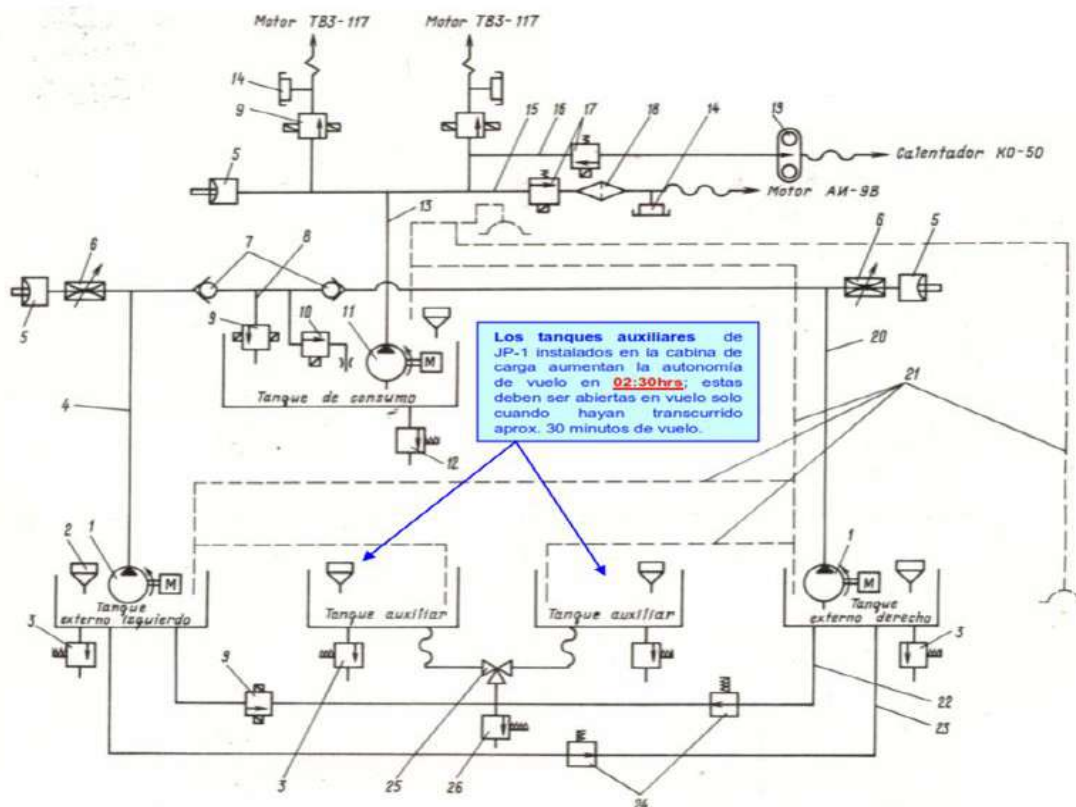 Motor ТВ3-117
Motor ТВ3-117
14
9
15
16
17
18
14
19
Calentador КО-50
Motor АИ-9В
5
13
6
7
8
6
5
5
9
10
11
M
Tanque de consumo
12
4
20
21
Los tanques auxiliares de
JP-1 instalados en la cabina de
carga aumentan la autonomía
de vuelo en 02:30hrs; estas
deben ser abiertas en vuelo solo
cuando hayan transcurrido
aprox. 30 minutos de vuelo.
2
1
M
Tanque
externo izquierdo
3
Tanque auxiliar
Tanque auxiliar
1
M
Tanque
externo derecho
3
9
22
23
3
25
26
24